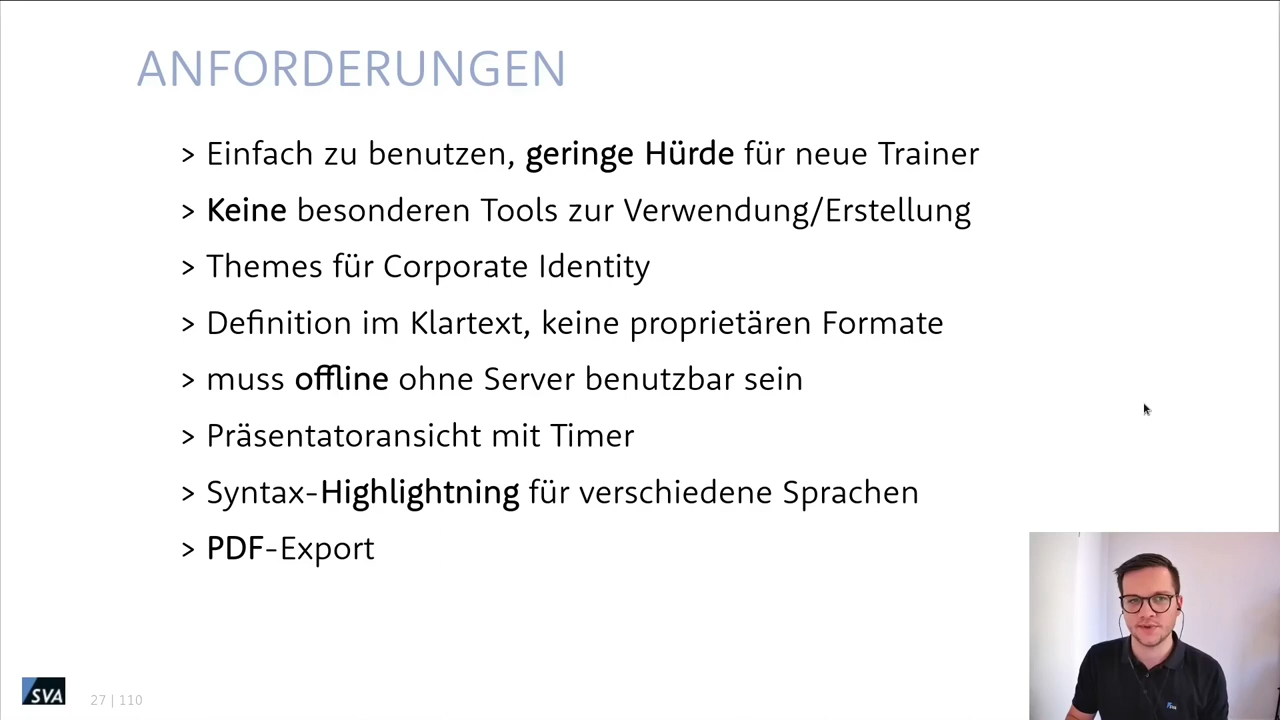 ANFORDERUNGEN
> Einfach zu benutzen, geringe Hürde für neue Trainer
> Keine besonderen Tools zur Verwendung/Erstellung
> Themes für Corporate Identity
> Definition im Klartext, keine proprietären Formate
> muss offline ohne Server benutzbar sein
> Präsentatoransicht mit Timer
> Syntax-Highlightning für verschiedene Sprachen
> PDF-Export
SVA
SVA
27 | 110